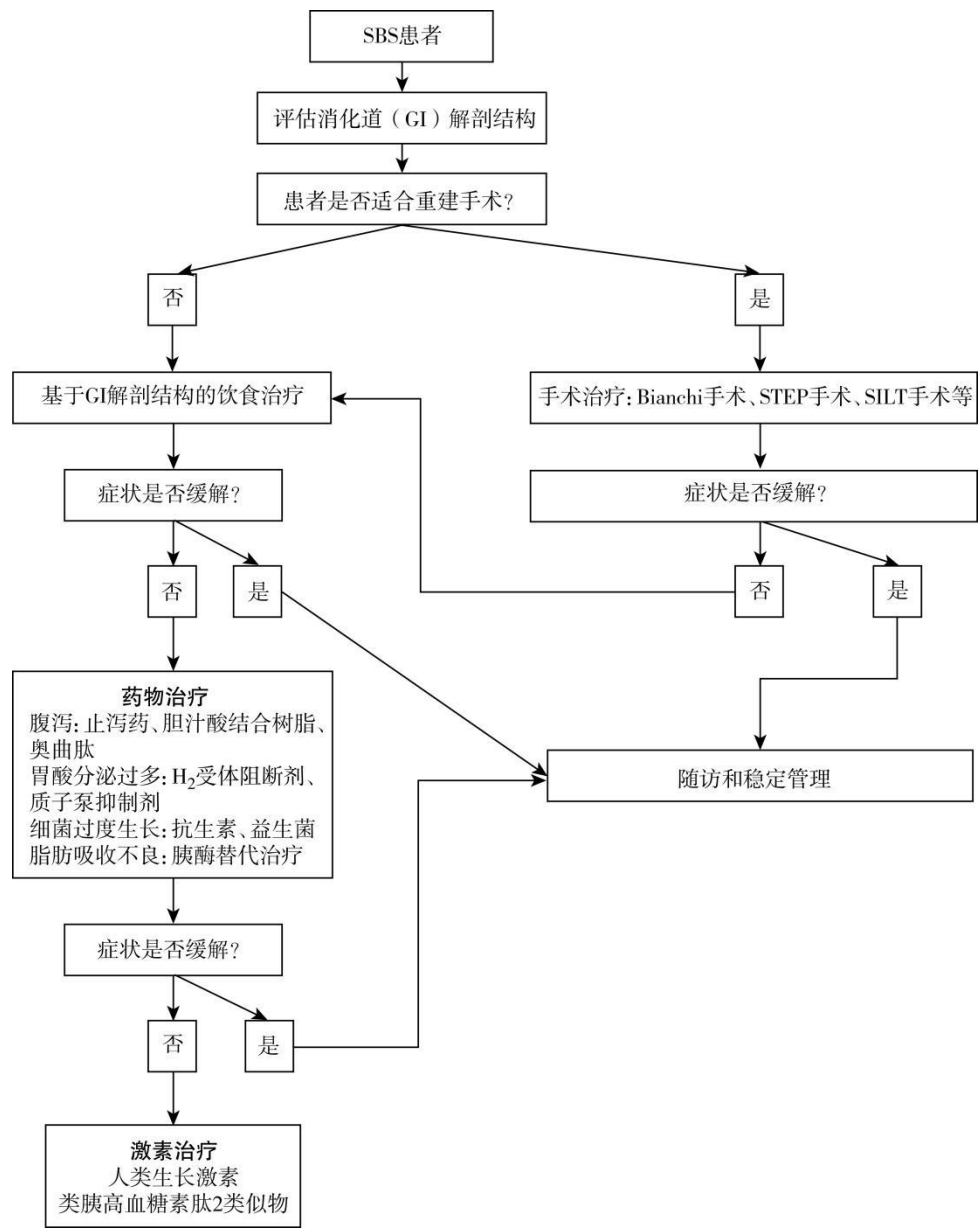 SBS患者
评估消化道（GI）解剖结构
患者是否适合重建手术？
否
是
基于GI解剖结构的饮食治疗
手术治疗：Bianchi手术、STEP手术、SILT手术等
症状是否缓解？
症状是否缓解？
否
是
否
是
药物治疗
腹泻：止泻药、胆汁酸结合树脂、
奥曲肽
胃酸分泌过多：H₂受体阻断剂、
质子泵抑制剂
细菌过度生长：抗生素、益生菌
脂肪吸收不良：胰酶替代治疗
随访和稳定管理
症状是否缓解？
否
是
激素治疗
人类生长激素
类胰高血糖素肽2类似物